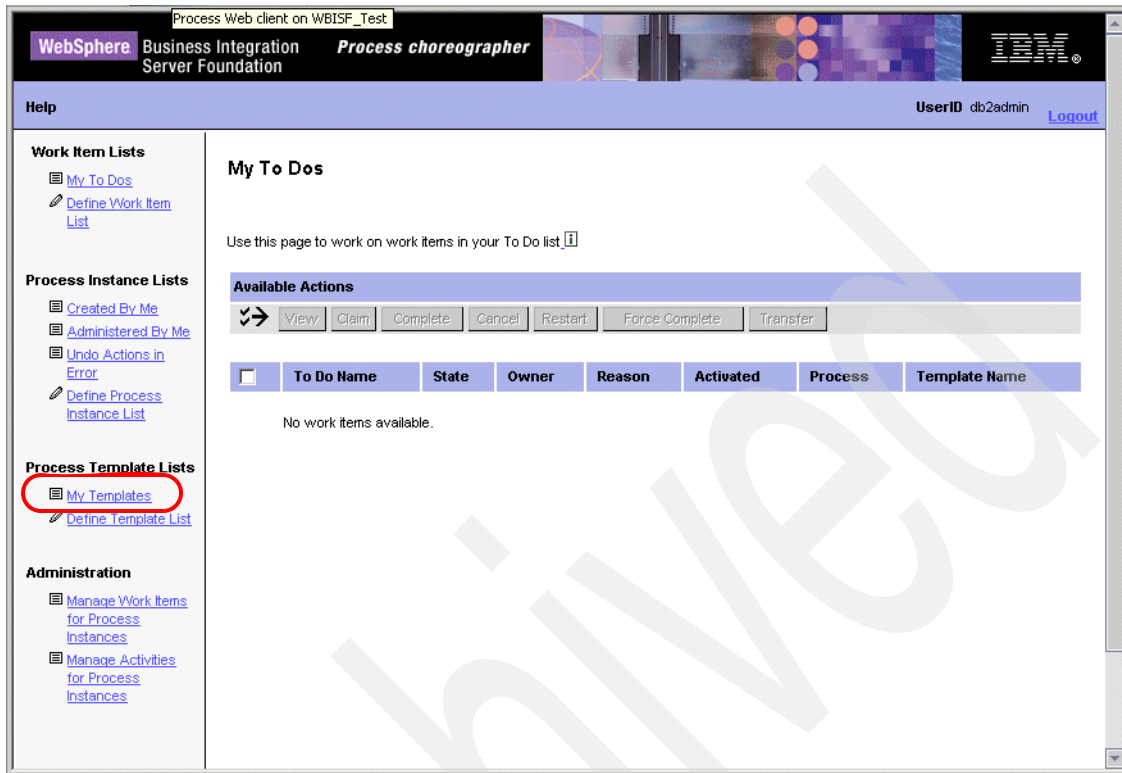 Process Web client on WBISF_Test
WebSphere Business Integration Process choreographer
Server Foundation
IBM®
Help UserID db2admin Logout
Work Item Lists
My To Dos
Define Work Item
List
Process Instance Lists
Created By Me
Administered By Me
Undo Actions in
Error
Define Process
Instance List
Process Template Lists
My Templates
Define Template List
Administration
Manage Work Items
for Process
Instances
Manage Activities
for Process
Instances
My To Dos
Use this page to work on work items in your To Do list
Available Actions
View Claim Complete Cancel Restart Force Complete Transfer
To Do Name State Owner Reason Activated Process Template Name
No work items available.
hived